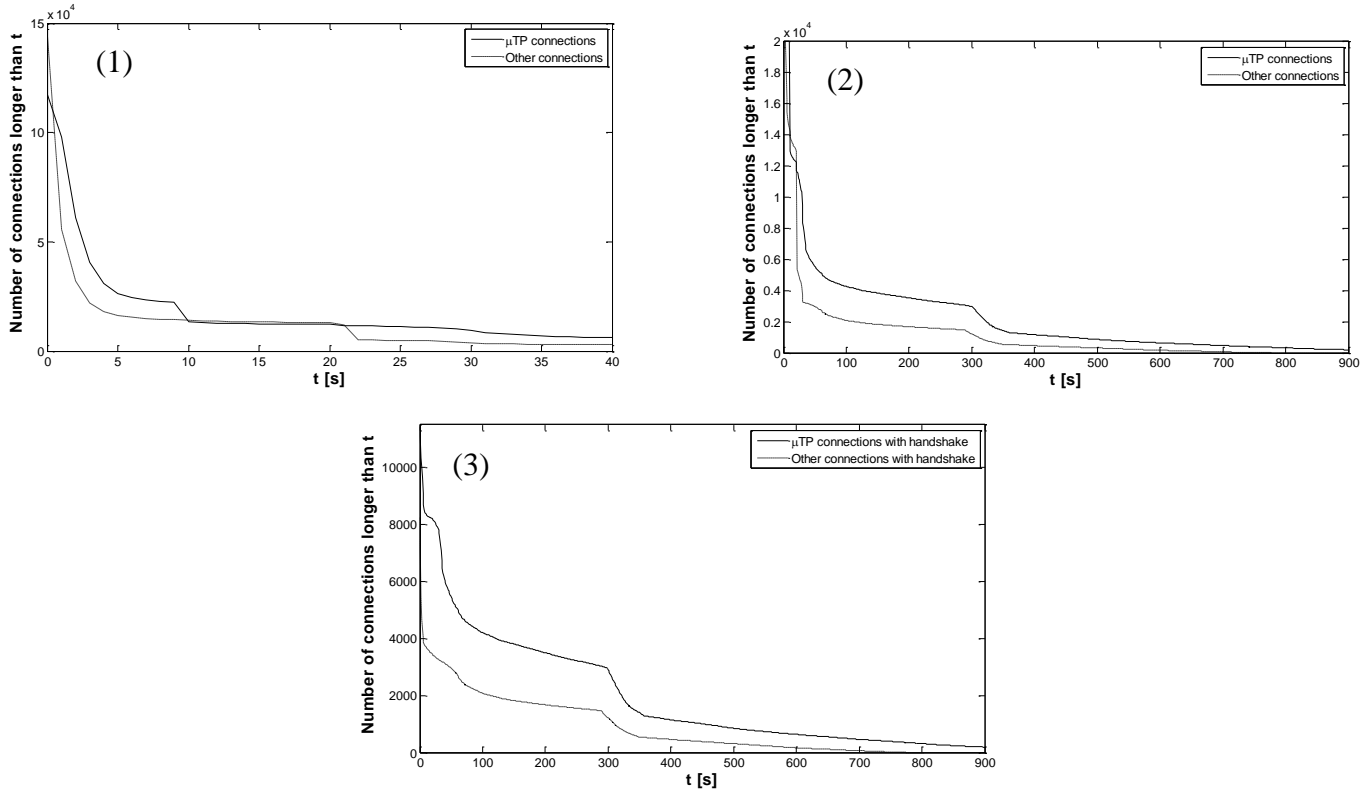 (1)
x 10⁴
μTP connections
Other connections
Number of connections longer than t
15
10
5
0
0 5 10 15 20 25 30 35 40
t [s]
(2)
x 10⁴
μTP connections
Other connections
Number of connections longer than t
2
1.8
1.6
1.4
1.2
1
0.8
0.6
0.4
0.2
0
0 100 200 300 400 500 600 700 800 900
t [s]
(3)
μTP connections with handshake
Other connections with handshake
Number of connections longer than t
10000
8000
6000
4000
2000
0
0 100 200 300 400 500 600 700 800 900
t [s]